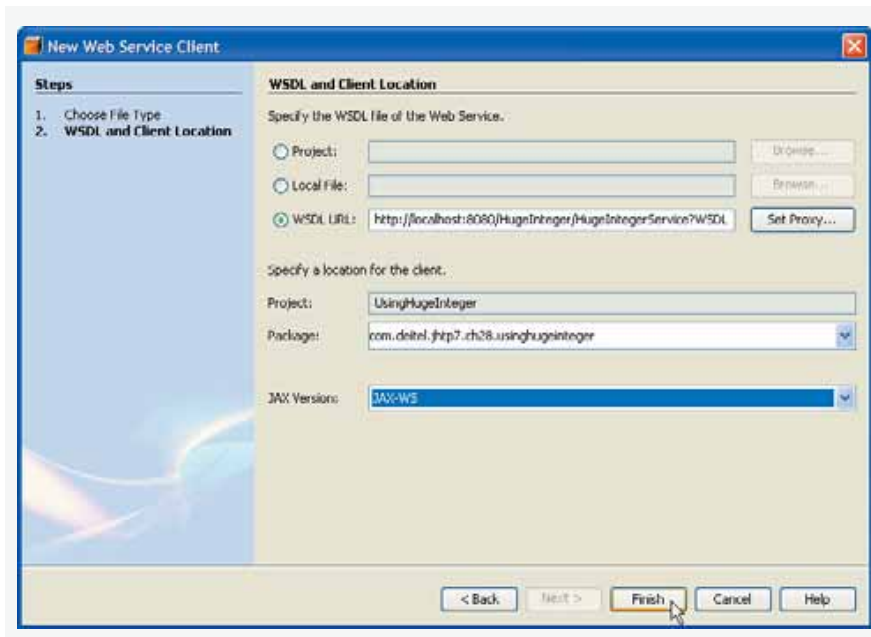 New Web Service Client
Steps
1. Choose File Type
2. WSDL and Client Location
WSDL and Client Location
Specify the WSDL file of the Web Service.
Project:
Browse...
Local File:
Browse...
WSDL URL: http://localhost:8080/HugeInteger/HugeIntegerService?WSDL Set Proxy...
Specify a location for the client.
Project: UsingHugeInteger
Package: com.deitel.jhtp7.ch28.usinghugeinteger
JAX Version: JAX-WS
< Back Next > Finish Cancel Help